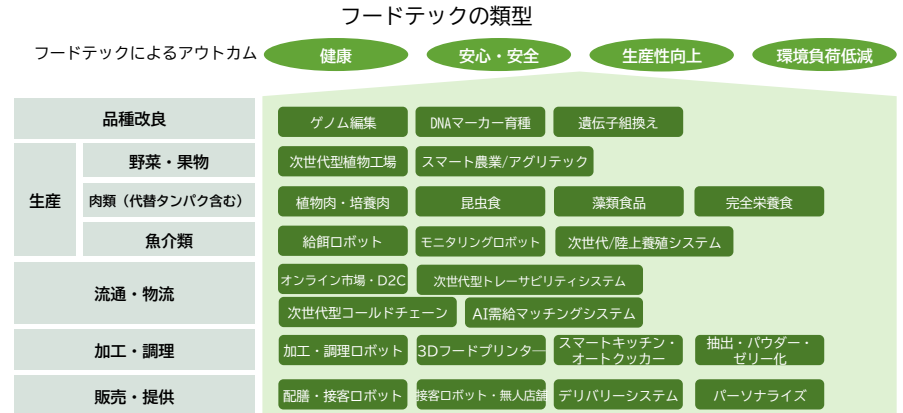 フードテックの類型
フードテックによるアウトカム 健康 安心・安全 生産性向上 環境負荷低減
品種改良 ゲノム編集 DNAマーカー育種 遺伝子組換え
生産
野菜・果物 次世代型植物工場 スマート農業/アグリテック
肉類（代替タンパク含む） 植物肉・培養肉 昆虫食 藻類食品 完全栄養食
魚介類 給餌ロボット モニタリングロボット 次世代/陸上養殖システム
流通・物流
オンライン市場・D2C 次世代型トレーサビリティシステム
次世代型コールドチェーン AI需給マッチングシステム
加工・調理 加工・調理ロボット 3Dフードプリンター
スマートキッチン・
オートクッカー
抽出・パウダー・
ゼリー化
販売・提供 配膳・接客ロボット 接客ロボット・無人店舗 デリバリーシステム パーソナライズ